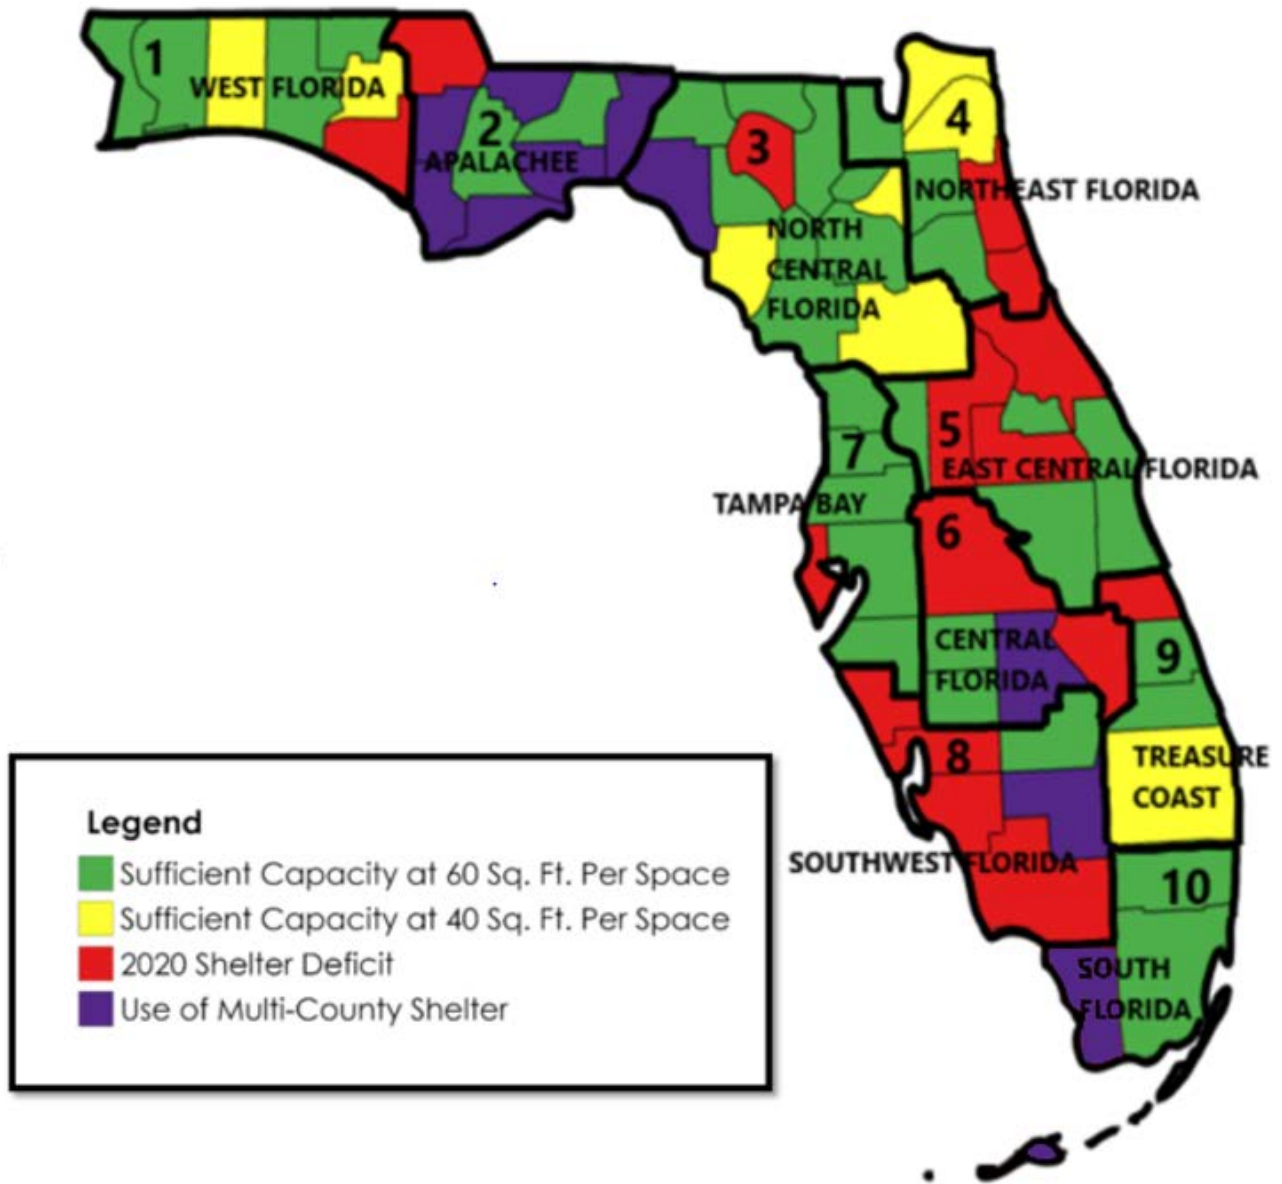 1
WEST FLORIDA
2
APALACHEE
3
NORTH
CENTRAL
FLORIDA
4
NORTHEAST FLORIDA
5
EAST CENTRAL FLORIDA
7
TAMPA BAY
6
CENTRAL
FLORIDA
9
TREASURE
COAST
8
SOUTHWEST FLORIDA
10
SOUTH
FLORIDA
Legend
Sufficient Capacity at 60 Sq. Ft. Per Space
Sufficient Capacity at 40 Sq. Ft. Per Space
2020 Shelter Deficit
Use of Multi-County Shelter